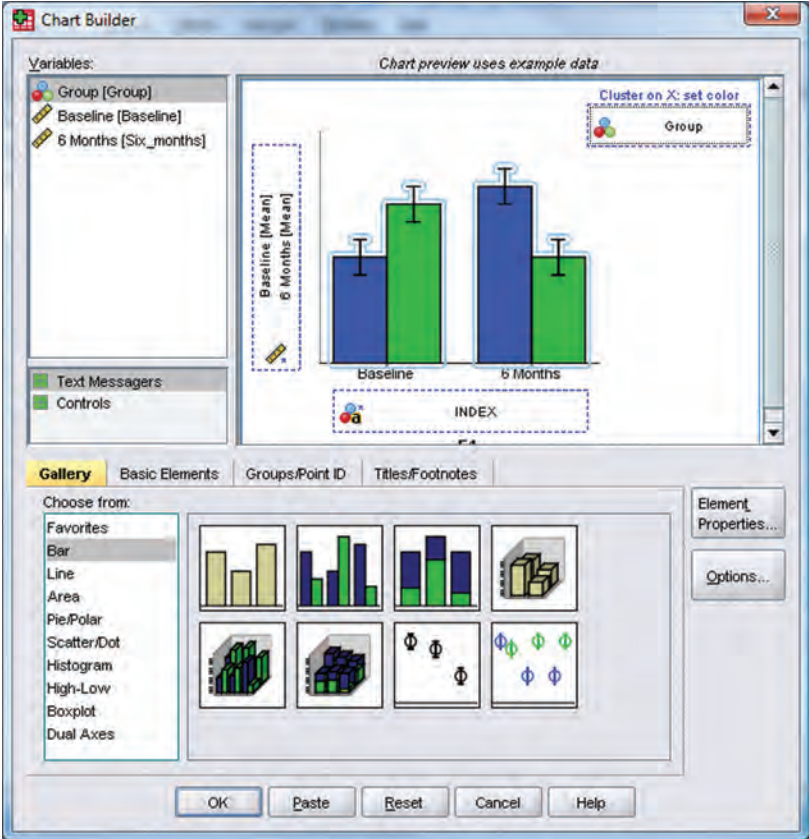 Chart Builder
Variables:
Chart preview uses example data
Group [Group]
Baseline [Baseline]
6 Months [Six_months]
Cluster on X: set color
Group
Baseline [Mean]
6 Months [Mean]
Baseline
6 Months
INDEX
Text Messagers
Controls
Gallery
Basic Elements
Groups/Point ID
Titles/Footnotes
Choose from:
Favorites
Bar
Line
Area
Pie/Polar
Scatter/Dot
Histogram
High-Low
Boxplot
Dual Axes
Element
Properties...
Options...
OK
Paste
Reset
Cancel
Help